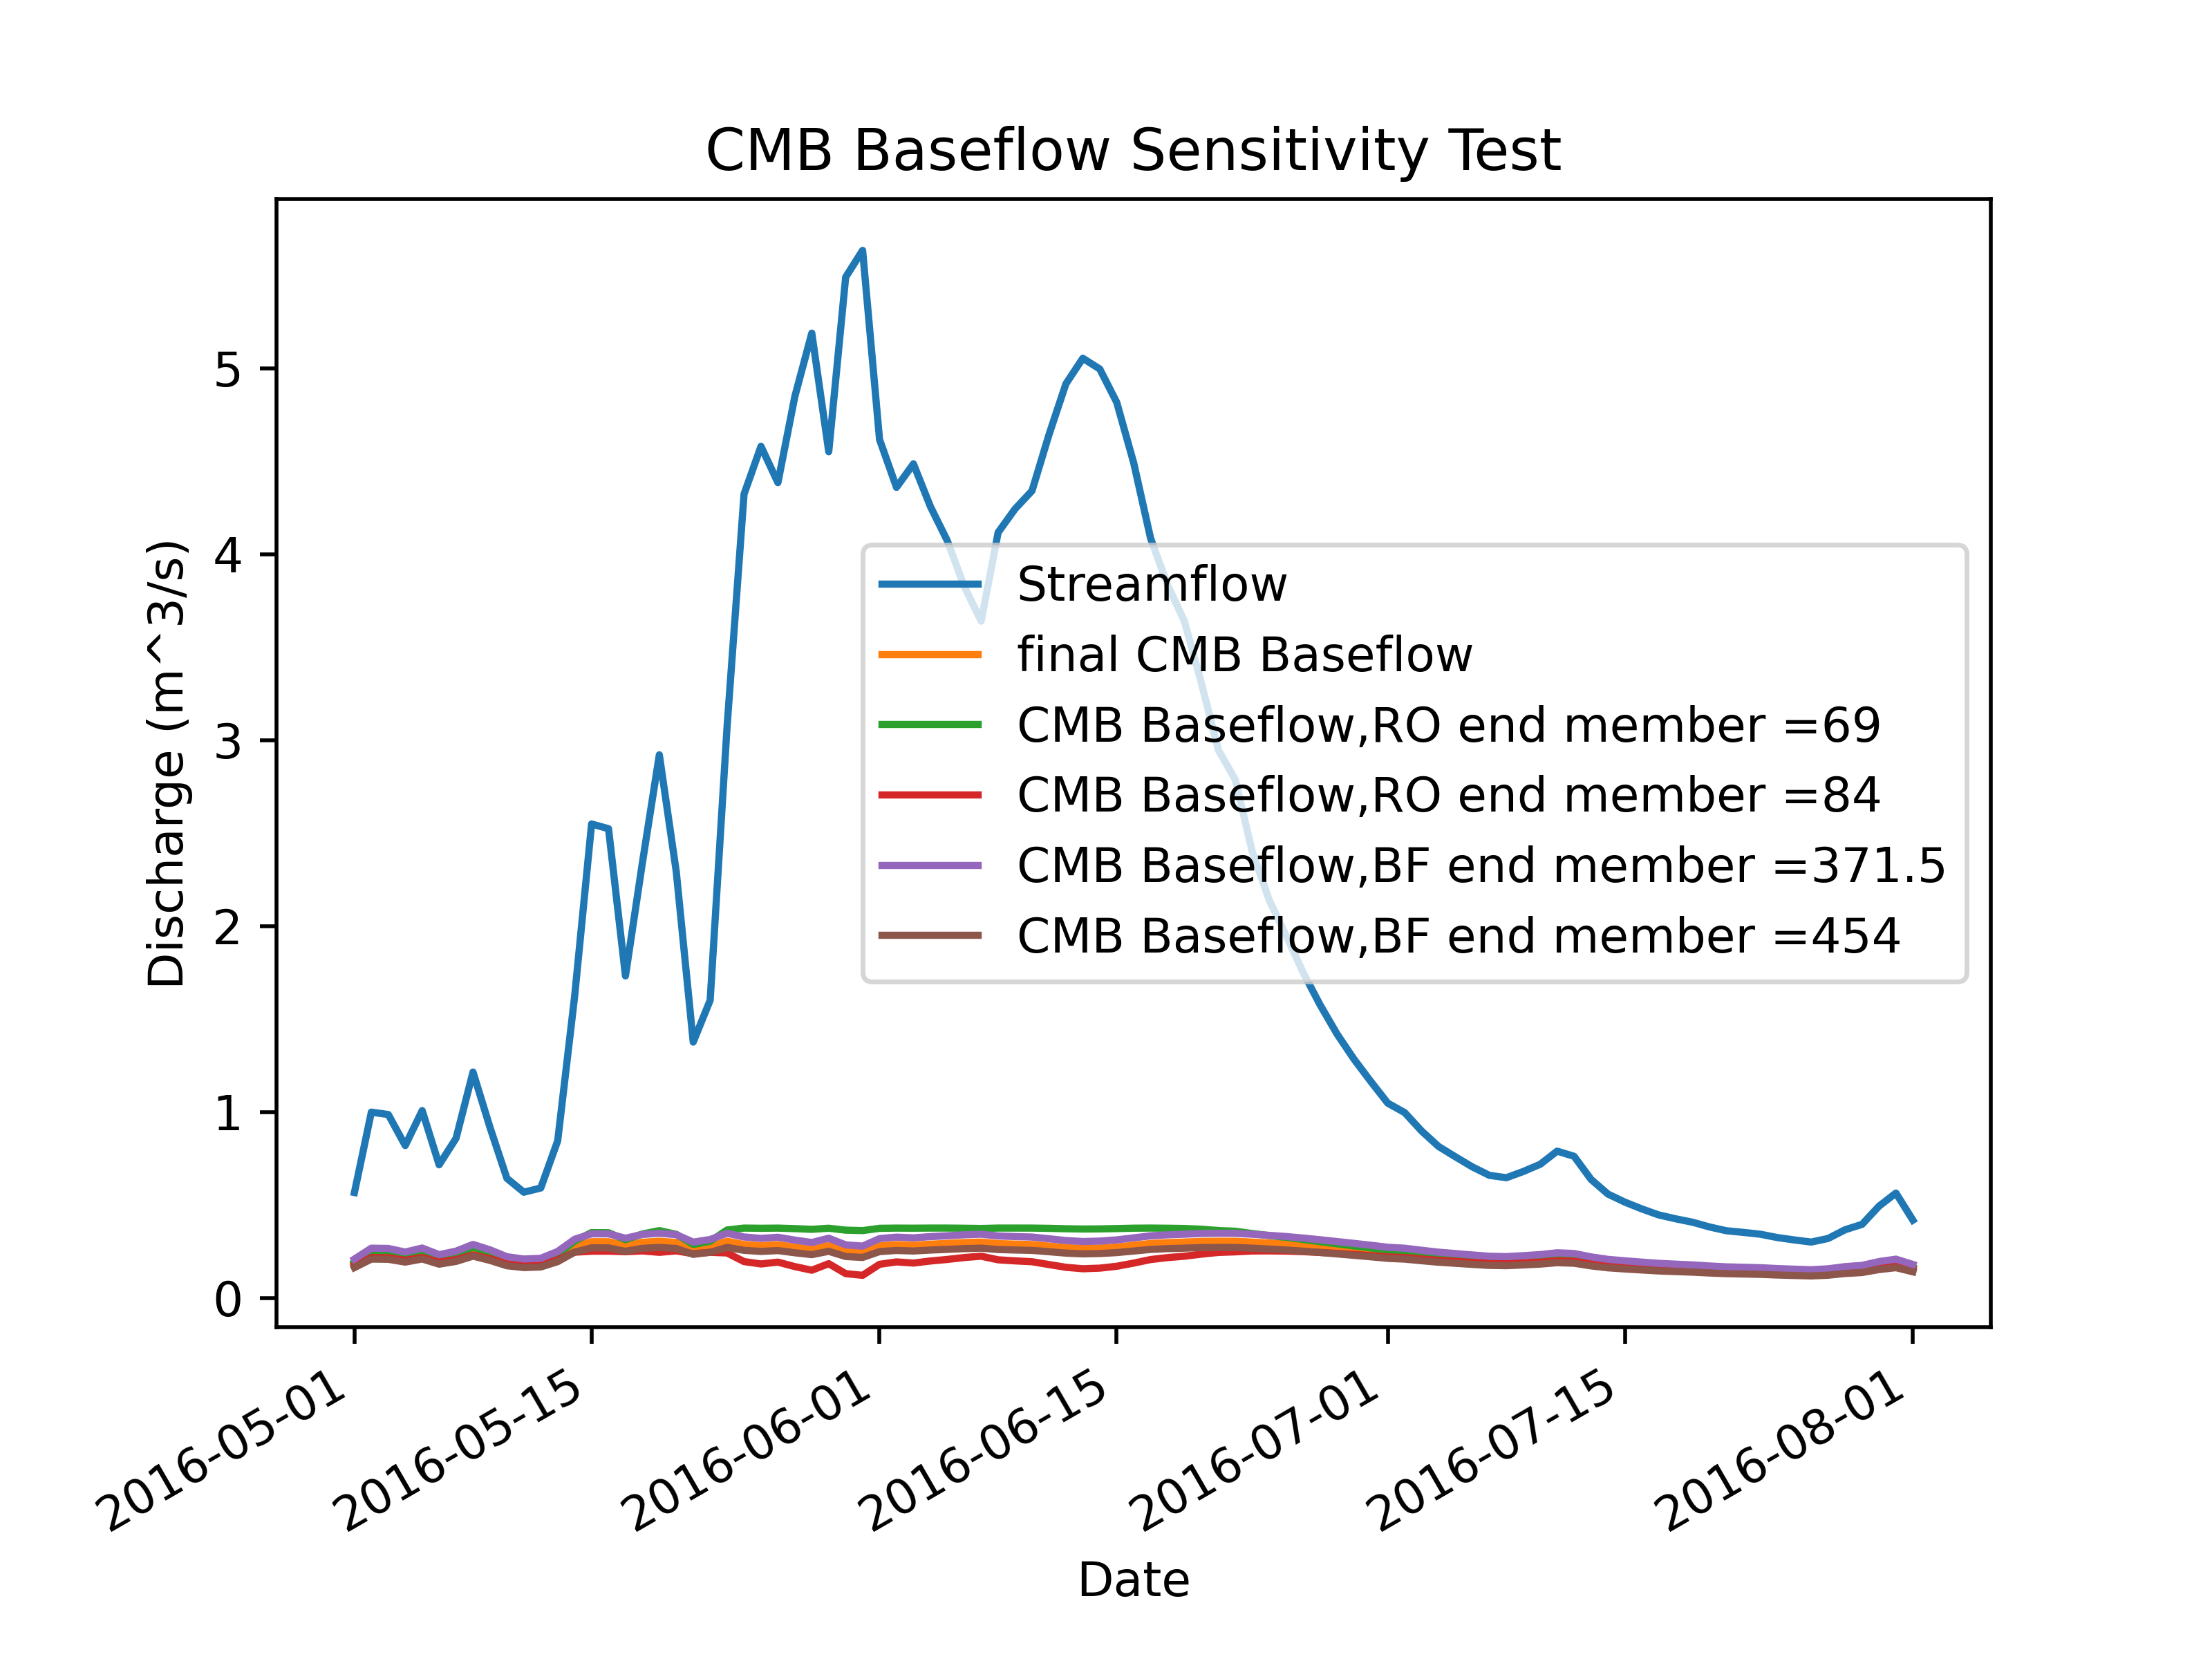 CMB Baseflow Sensitivity Test
Discharge (m^3/s)
5
4
3
2
1
0
Streamflow
final CMB Baseflow
CMB Baseflow,RO end member =69
CMB Baseflow,RO end member =84
CMB Baseflow,BF end member =371.5
CMB Baseflow,BF end member =454
2016-05-01
2016-05-15
2016-06-01
2016-06-15
2016-07-01
2016-07-15
2016-08-01
Date